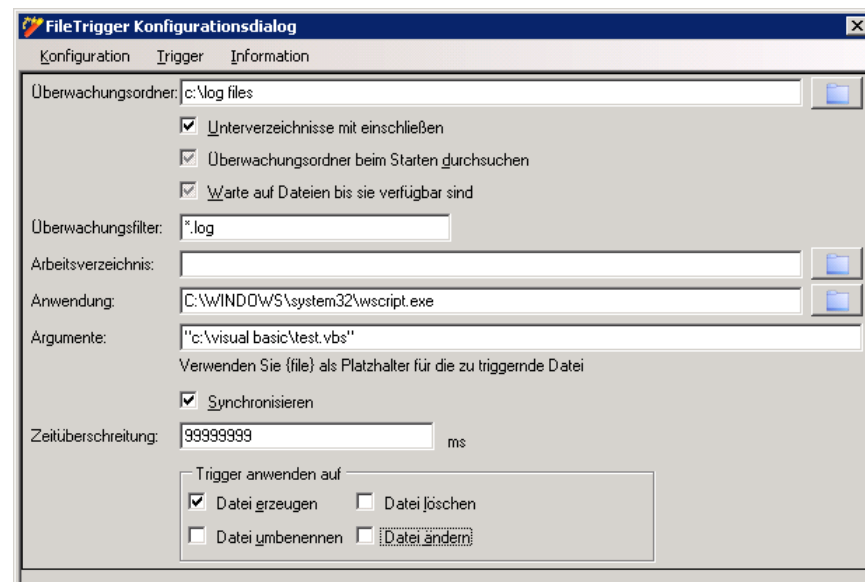 FileTrigger Konfigurationsdialog
Konfiguration Trigger Information
Überwachungsordner: c:\log files
Unterverzeichnisse mit einschließen
Überwachungsordner beim Starten durchsuchen
Warte auf Dateien bis sie verfügbar sind
Überwachungsfilter: *.log
Arbeitsverzeichnis:
Anwendung: C:\WINDOWS\system32\wscript.exe
Argumente: "c:\visual basic\test.vbs"
Verwenden Sie {file} als Platzhalter für die zu triggernde Datei
Synchronisieren
Zeitüberschreitung: 99999999 ms
Trigger anwenden auf
Datei erzeugen Datei löschen
Datei umbenennen Datei ändern